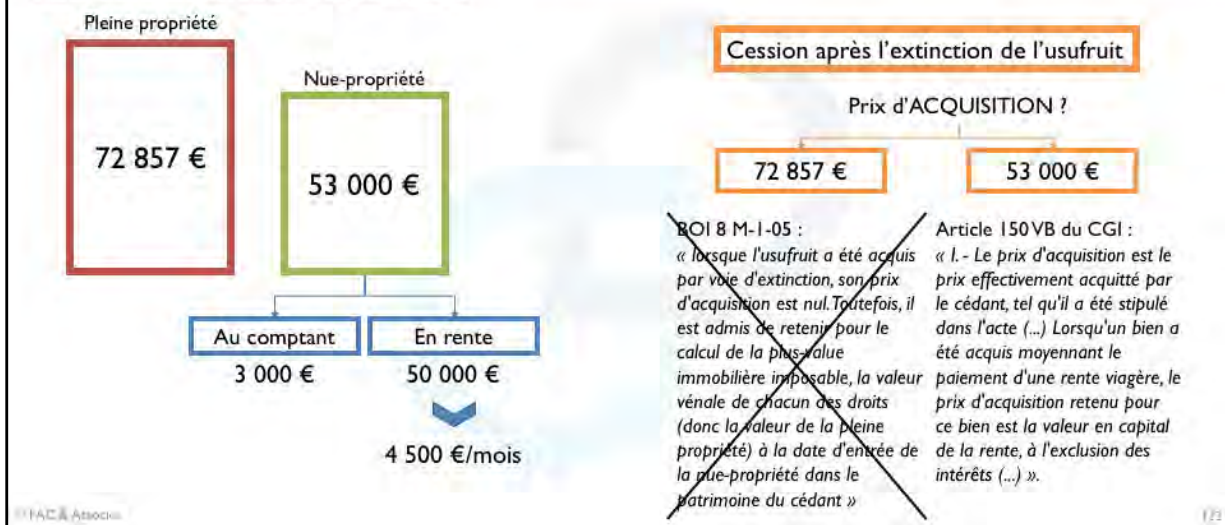 Pleine propriété
72 857 €
Nue-propriété
53 000 €
Au comptant
3 000 €
En rente
50 000 €
4 500 €/mois
Cession après l'extinction de l'usufruit
Prix d'ACQUISITION ?
72 857 €
BOI 8 M-1-05 :
« lorsque l'usufruit a été acquis
par voie d'extinction, son prix
d'acquisition est nul. Toutefois, il
est admis de retenir pour le
calcul de la plus-value
immobilière imposable, la valeur
vénale de chacun des droits
(donc la valeur de la pleine
propriété) à la date d'entrée de
la nue-propriété dans le
patrimoine du cédant »
53 000 €
Article 150 VB du CGI :
« I. - Le prix d'acquisition est le
prix effectivement acquitté par
le cédant, tel qu'il a été stipulé
dans l'acte (...) Lorsqu'un bien a
été acquis moyennant le
paiement d'une rente viagère, le
prix d'acquisition retenu pour
ce bien est la valeur en capital
de la rente, à l'exclusion des
intérêts (...) ».
FAC & Associés